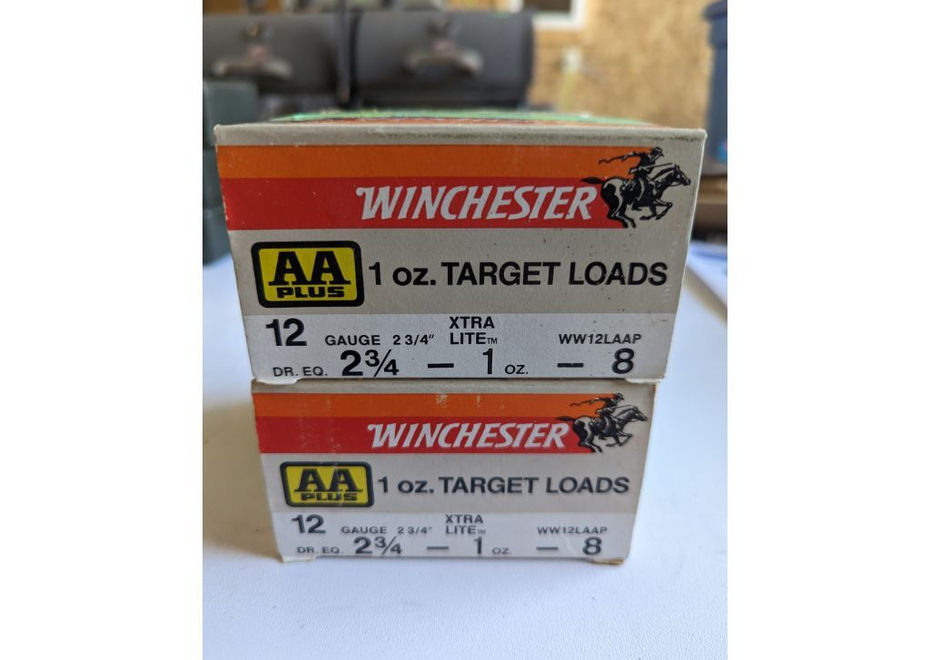 WINCHESTER
AA PLUS 1 oz. TARGET LOADS
XTRA
12 GAUGE 2 3/4" LITE™ WW12LAAP
DR. EQ. 2¾ — 1 OZ. — 8
WINCHESTER
AA PLUS 1 oz. TARGET LOADS
XTRA
12 GAUGE 2 3/4" LITE™ WW12LAAP
DR. EQ. 2¾ — 1 OZ. — 8